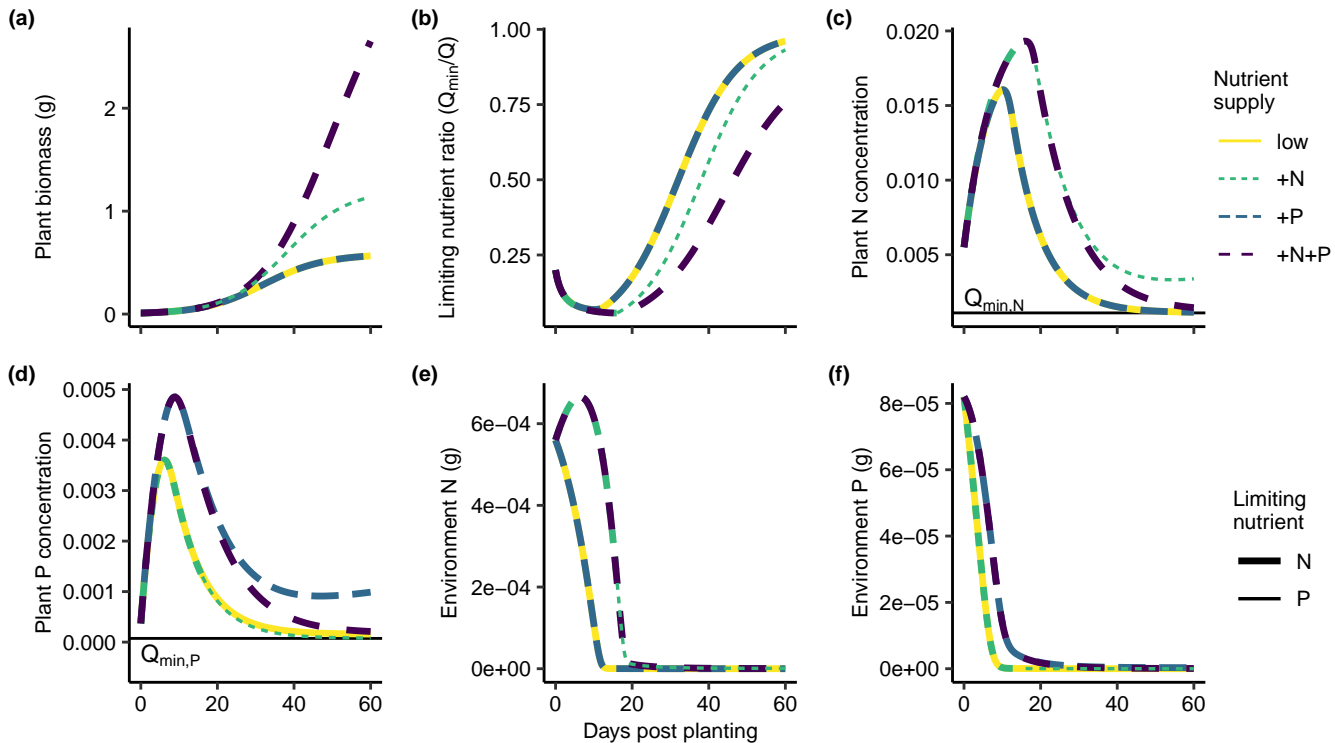 (a)
Plant biomass (g)
2
1
0
(b)
Limiting nutrient ratio (Qmin/Q)
1.00
0.75
0.50
0.25
(c)
Plant N concentration
0.020
0.015
0.010
0.005
Qmin,N
Nutrient
supply
low
+N
+P
+N+P
(d)
Plant P concentration
0.005
0.004
0.003
0.002
0.001
0.000
Qmin,P
0 20 40 60
(e)
Environment N (g)
6e−04
4e−04
2e−04
0e+00
0 20 40 60
Days post planting
(f)
Environment P (g)
8e−05
6e−05
4e−05
2e−05
0e+00
0 20 40 60
Limiting
nutrient
N
P